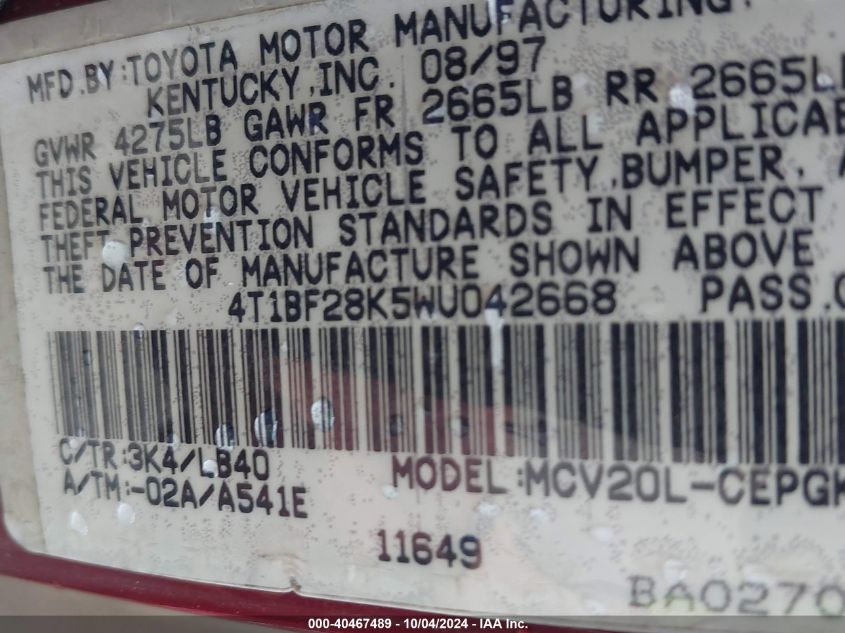 MFD.BY:TOYOTA MOTOR MANUFACTURING.
KENTUCKY,INC. 08/97
GVWR 4275LB GAWR FR 2665LB RR 2665L
THIS VEHICLE CONFORMS TO ALL APPLICAB
FEDERAL MOTOR VEHICLE SAFETY,BUMPER,
THEFT PREVENTION STANDARDS IN EFFECT
THE DATE OF MANUFACTURE SHOWN ABOVE
4T1BF28K5WU042668 PASS.
C/TR:3K4/LB40
MODEL:MCV20L-CEPGK
A/TM:-02A/A541E
11649
BA0270
000-40467489 - 10/04/2024 - IAA Inc.